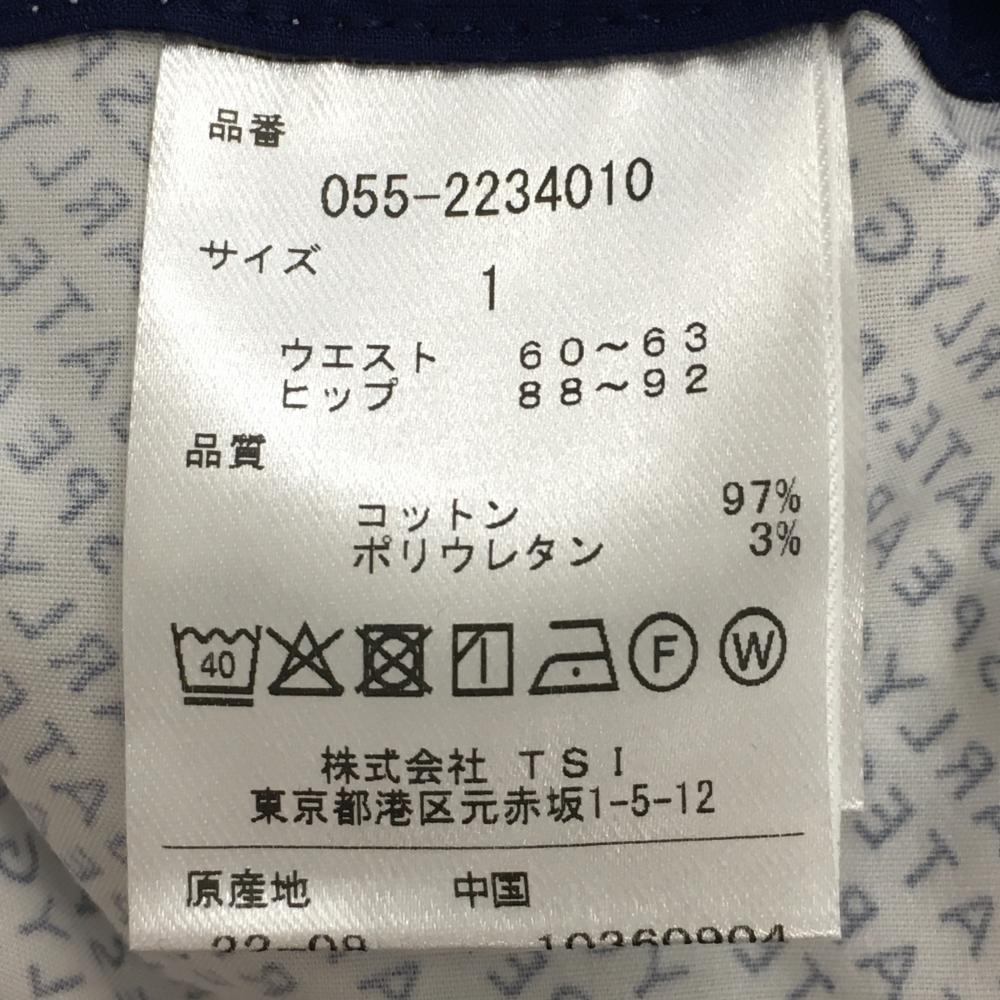 品番
055-2234010
サイズ
1
ウエスト 60~63
ヒップ 88~92
品質
コットン 97%
ポリウレタン 3%
40 F W
株式会社 TSI
東京都港区元赤坂1-5-12
原産地 中国